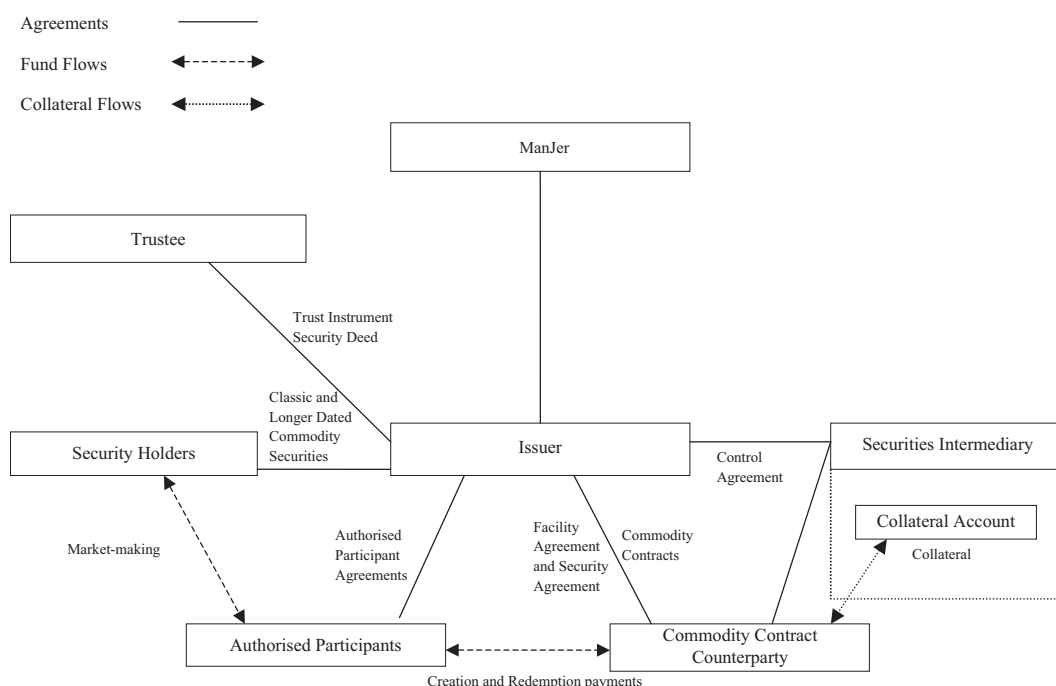 Agreements
Fund Flows
Collateral Flows
ManJer
Trustee
Trust Instrument
Security Deed
Classic and
Longer Dated
Commodity
Securities
Security Holders
Issuer
Control
Agreement
Securities Intermediary
Collateral Account
Collateral
Market-making
Authorised
Participant
Agreements
Facility
Agreement
and Security
Agreement
Commodity
Contracts
Authorised Participants
Commodity Contract
Counterparty
Creation and Redemption payments